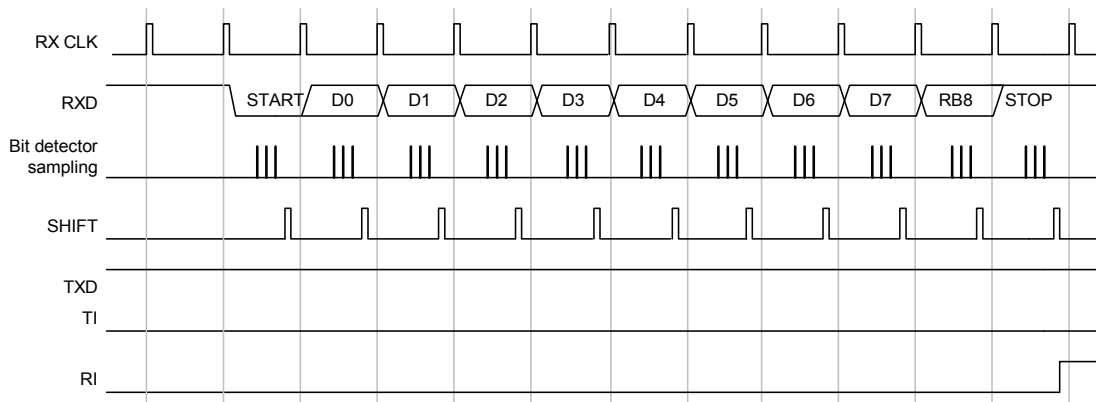 RX CLK
RXD START D0 D1 D2 D3 D4 D5 D6 D7 RB8 STOP
Bit detector
sampling
SHIFT
TXD
TI
RI